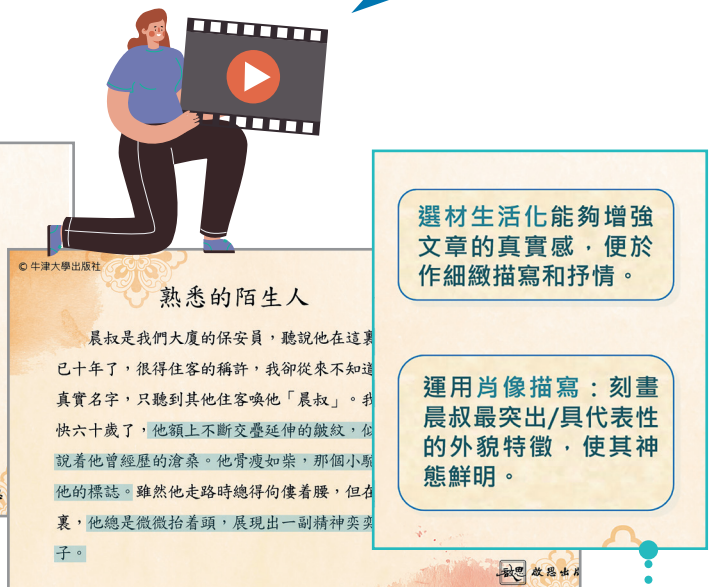 © 牛津大學出版社
熟悉的陌生人
晨叔是我們大廈的保安員，聽說他在這裏
已十年了，很得住客的稱許，我卻從來不知道
真實名字，只聽到其他住客喚他「晨叔」。我
快六十歲了，他額上不斷交疊延伸的皺紋，似
說着他曾經歷的滄桑。他骨瘦如柴，那個小駝
他的標誌。雖然他走路時總得佝僂着腰，但在
裏，他總是微微抬着頭，展現出一副精神奕奕
子。
選材生活化能夠增強
文章的真實感，便於
作細緻描寫和抒情。
運用肖像描寫：刻畫
晨叔最突出/具代表性
的外貌特徵，使其神
態鮮明。
啟思 啟思出版